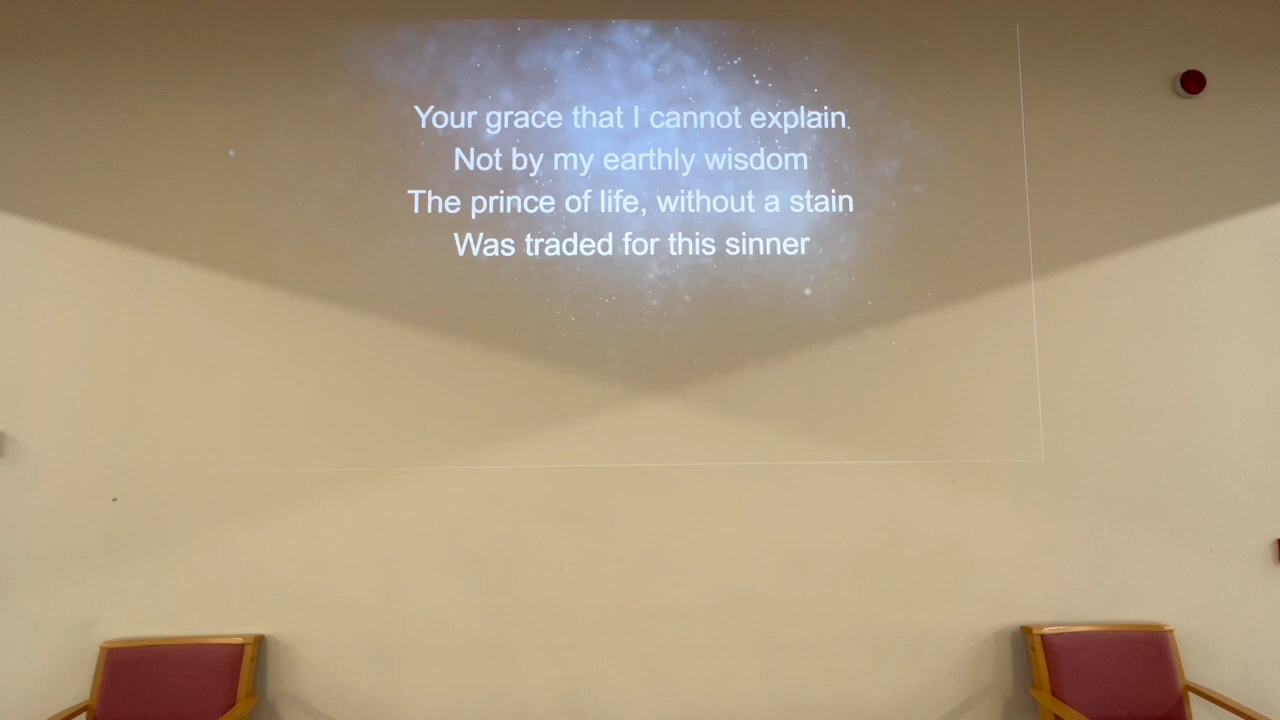 Your grace that I cannot explain
Not by my earthly wisdom
The prince of life, without a stain
Was traded for this sinner